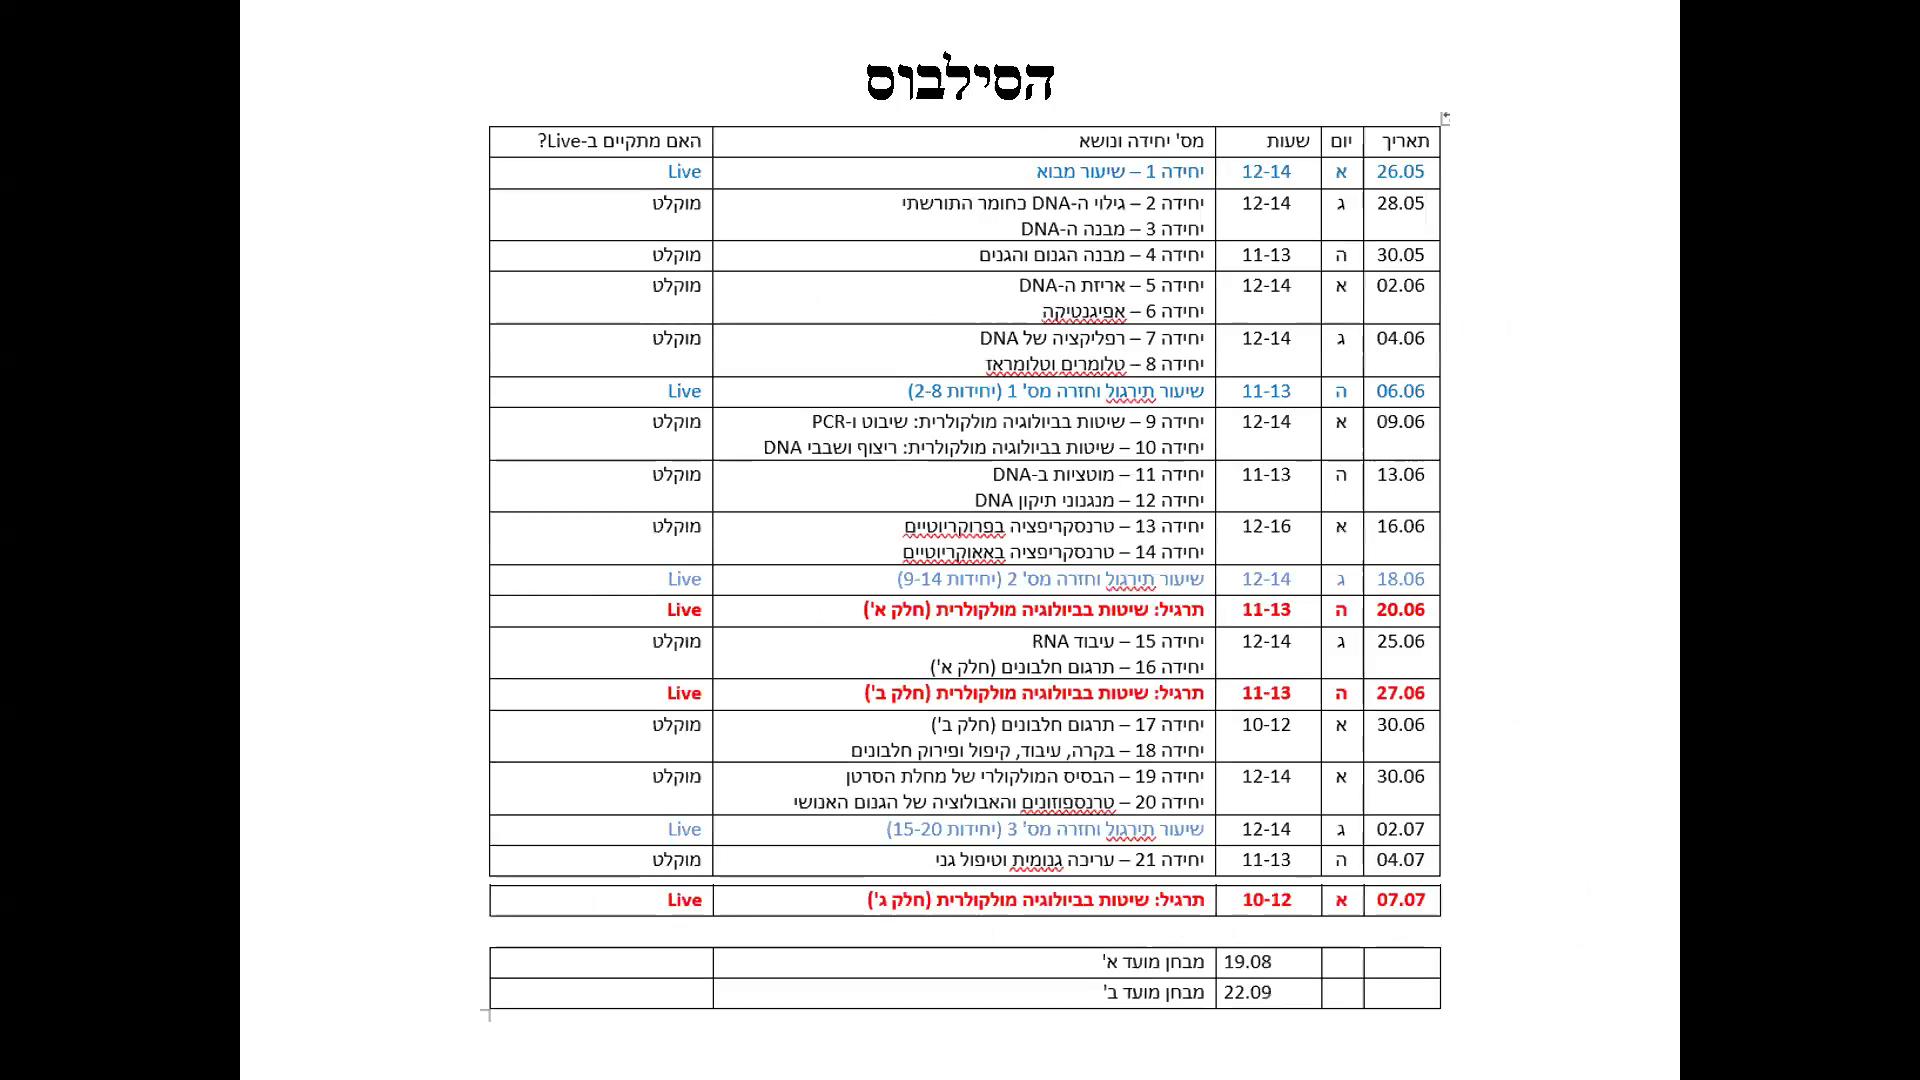 הסילבוס
תאריך יום שעות מס' יחידה ונושא האם מתקיים ב-Live?
26.05 א 12-14 יחידה 1 – שיעור מבוא Live
28.05 ג 12-14 יחידה 2 – גילוי ה-DNA כחומר התורשתי מוקלט
יחידה 3 – מבנה ה-DNA
30.05 ה 11-13 יחידה 4 – מבנה הגנום והגנים מוקלט
02.06 א 12-14 יחידה 5 – אריזת ה-DNA מוקלט
יחידה 6 – אפיגנטיקה
04.06 ג 12-14 יחידה 7 – רפליקציה של DNA מוקלט
יחידה 8 – טלומרים וטלומראז
06.06 ה 11-13 שיעור תירגול וחזרה מס' 1 (יחידות 2-8) Live
09.06 א 12-14 יחידה 9 – שיטות בביולוגיה מולקולרית: שיבוט ו-PCR מוקלט
יחידה 10 – שיטות בביולוגיה מולקולרית: ריצוף ושבבי DNA
13.06 ה 11-13 יחידה 11 – מוטציות ב-DNA מוקלט
יחידה 12 – מנגנוני תיקון DNA
16.06 א 12-16 יחידה 13 – טרנסקריפציה בפרוקריוטיים מוקלט
יחידה 14 – טרנסקריפציה באאוקריוטיים
18.06 ג 12-14 שיעור תירגול וחזרה מס' 2 (יחידות 9-14) Live
20.06 ה 11-13 תרגיל: שיטות בביולוגיה מולקולרית (חלק א') Live
25.06 ג 12-14 יחידה 15 – עיבוד RNA מוקלט
יחידה 16 – תרגום חלבונים (חלק א')
27.06 ה 11-13 תרגיל: שיטות בביולוגיה מולקולרית (חלק ב') Live
30.06 א 10-12 יחידה 17 – תרגום חלבונים (חלק ב') מוקלט
יחידה 18 – בקרה, עיבוד, קיפול ופירוק חלבונים
30.06 א 12-14 יחידה 19 – הבסיס המולקולרי של מחלת הסרטן מוקלט
יחידה 20 – טרנספוזונים והאבולוציה של הגנום האנושי
02.07 ג 12-14 שיעור תירגול וחזרה מס' 3 (יחידות 15-20) Live
04.07 ה 11-13 יחידה 21 – עריכה גנומית וטיפול גני מוקלט
07.07 א 10-12 תרגיל: שיטות בביולוגיה מולקולרית (חלק ג') Live
19.08 מבחן מועד א'
22.09 מבחן מועד ב'